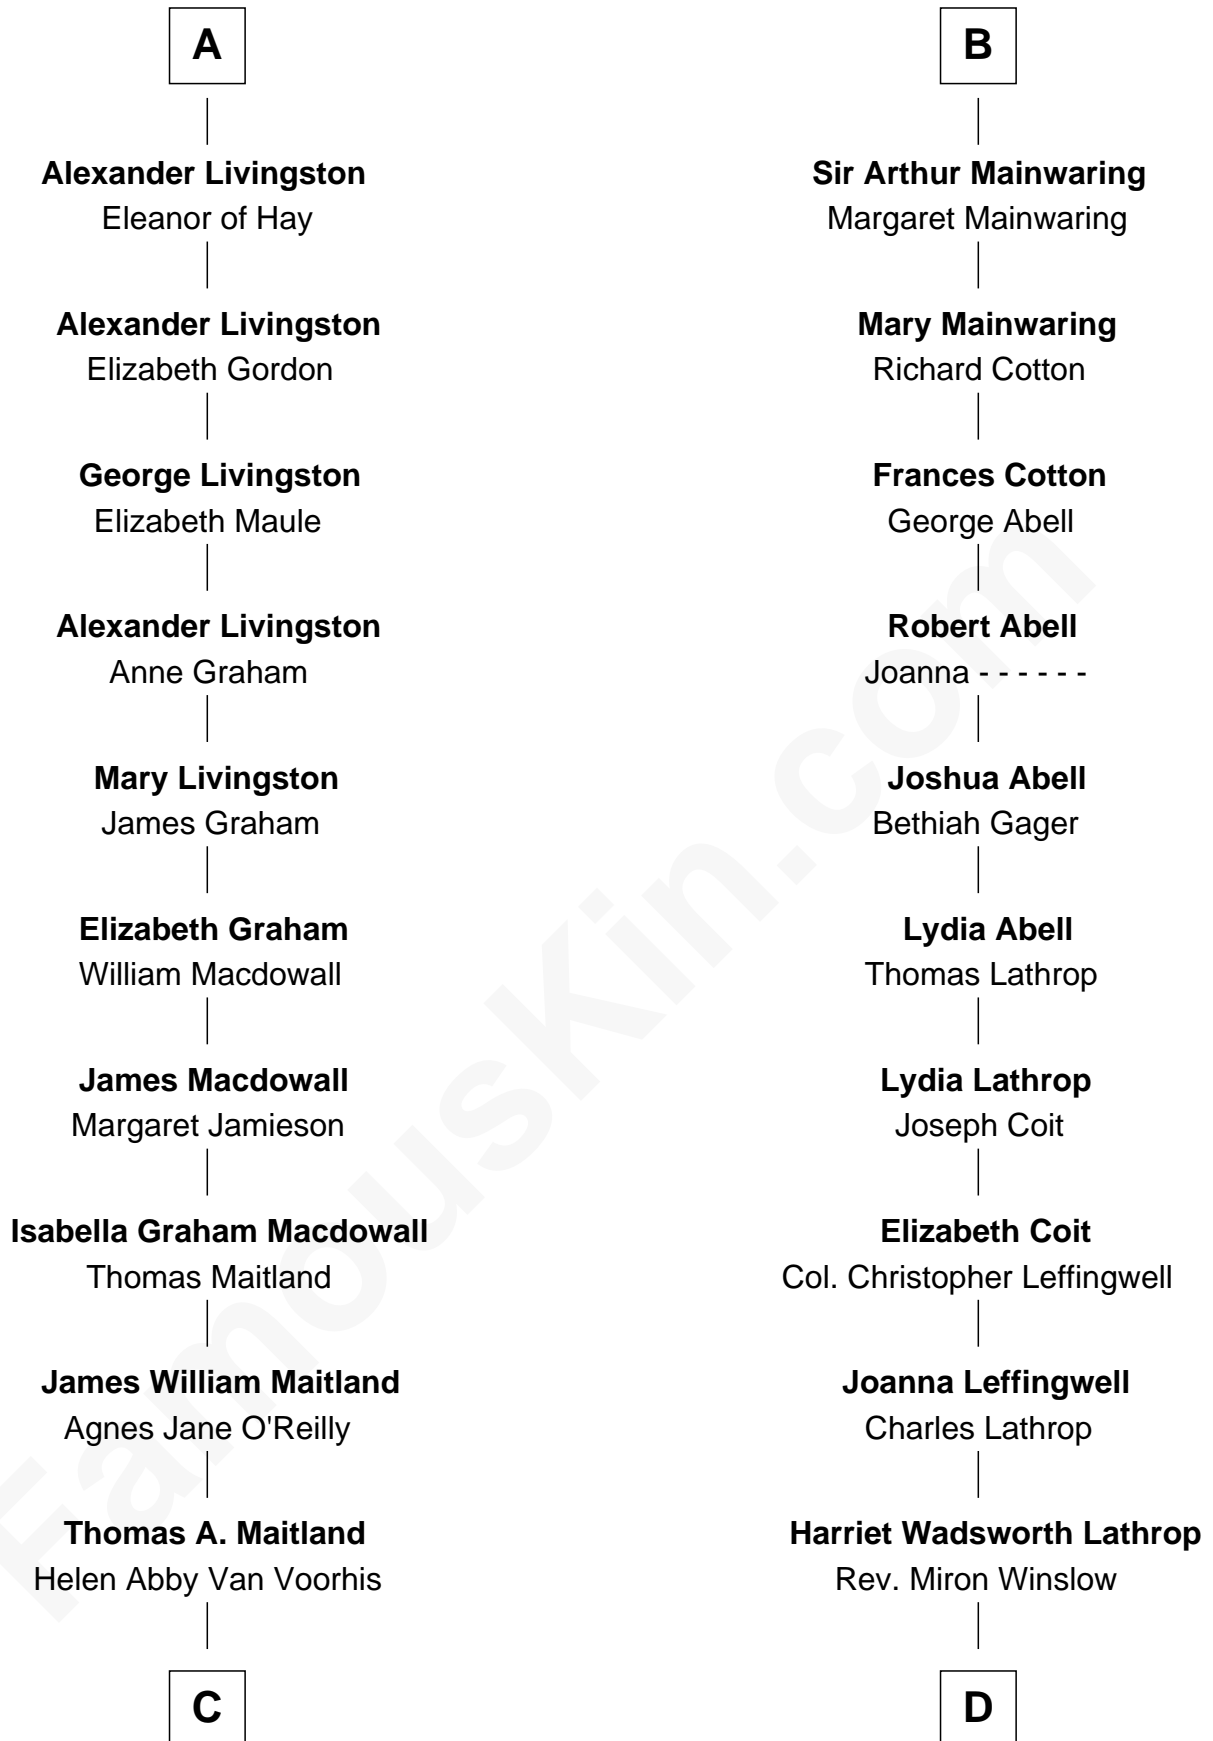 A
Alexander Livingston
Eleanor of Hay
Alexander Livingston
Elizabeth Gordon
George Livingston
Elizabeth Maule
Alexander Livingston
Anne Graham
Mary Livingston
James Graham
Elizabeth Graham
William Macdowall
James Macdowall
Margaret Jamieson
Isabella Graham Macdowall
Thomas Maitland
James William Maitland
Agnes Jane O'Reilly
Thomas A. Maitland
Helen Abby Van Voorhis
C
B
Sir Arthur Mainwaring
Margaret Mainwaring
Mary Mainwaring
Richard Cotton
Frances Cotton
George Abell
Robert Abell
Joanna - - - - - -
Joshua Abell
Bethiah Gager
Lydia Abell
Thomas Lathrop
Lydia Lathrop
Joseph Coit
Elizabeth Coit
Col. Christopher Leffingwell
Joanna Leffingwell
Charles Lathrop
Harriet Wadsworth Lathrop
Rev. Miron Winslow
D
FamousKin.com